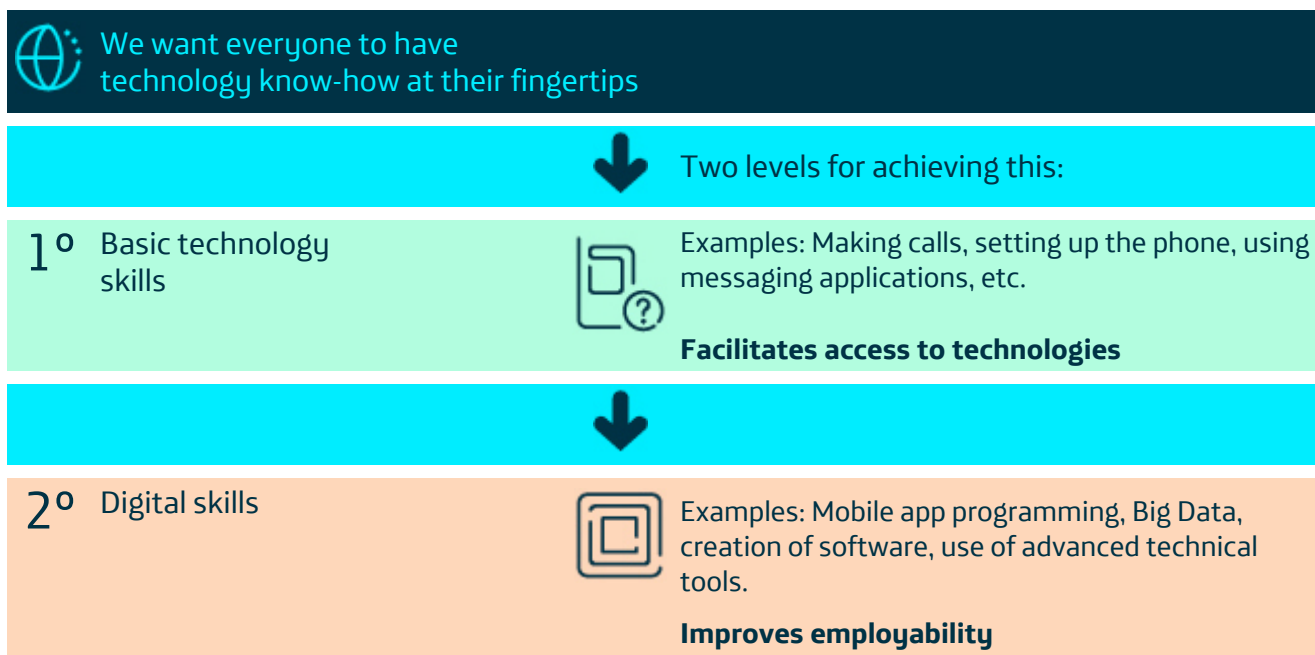 We want everyone to have
technology know-how at their fingertips
Two levels for achieving this:
1º Basic technology
skills
Examples: Making calls, setting up the phone, using
messaging applications, etc.
Facilitates access to technologies
2º Digital skills
Examples: Mobile app programming, Big Data,
creation of software, use of advanced technical
tools.
Improves employability